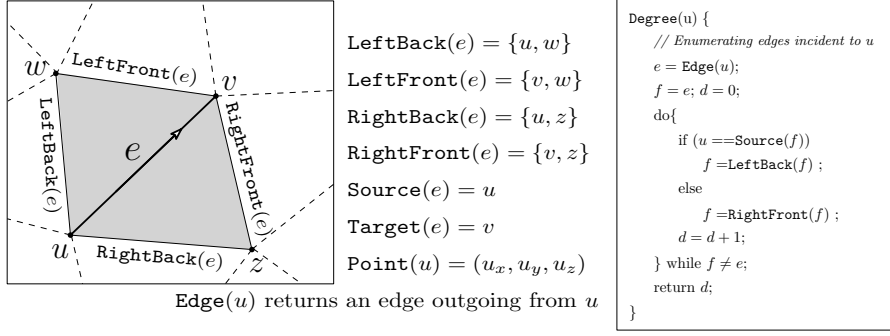 w
LeftFront(e)
v
LeftBack(e)
e
RightFront(e)
u
RightBack(e)
z
LeftBack(e) = {u, w}
LeftFront(e) = {v, w}
RightBack(e) = {u, z}
RightFront(e) = {v, z}
Source(e) = u
Target(e) = v
Point(u) = (u_x, u_y, u_z)
Edge(u) returns an edge outgoing from u
Degree(u) {
// Enumerating edges incident to u
e = Edge(u);
f = e; d = 0;
do{
if (u ==Source(f))
f =LeftBack(f) ;
else
f =RightFront(f) ;
d = d + 1;
} while f ≠ e;
return d;
}